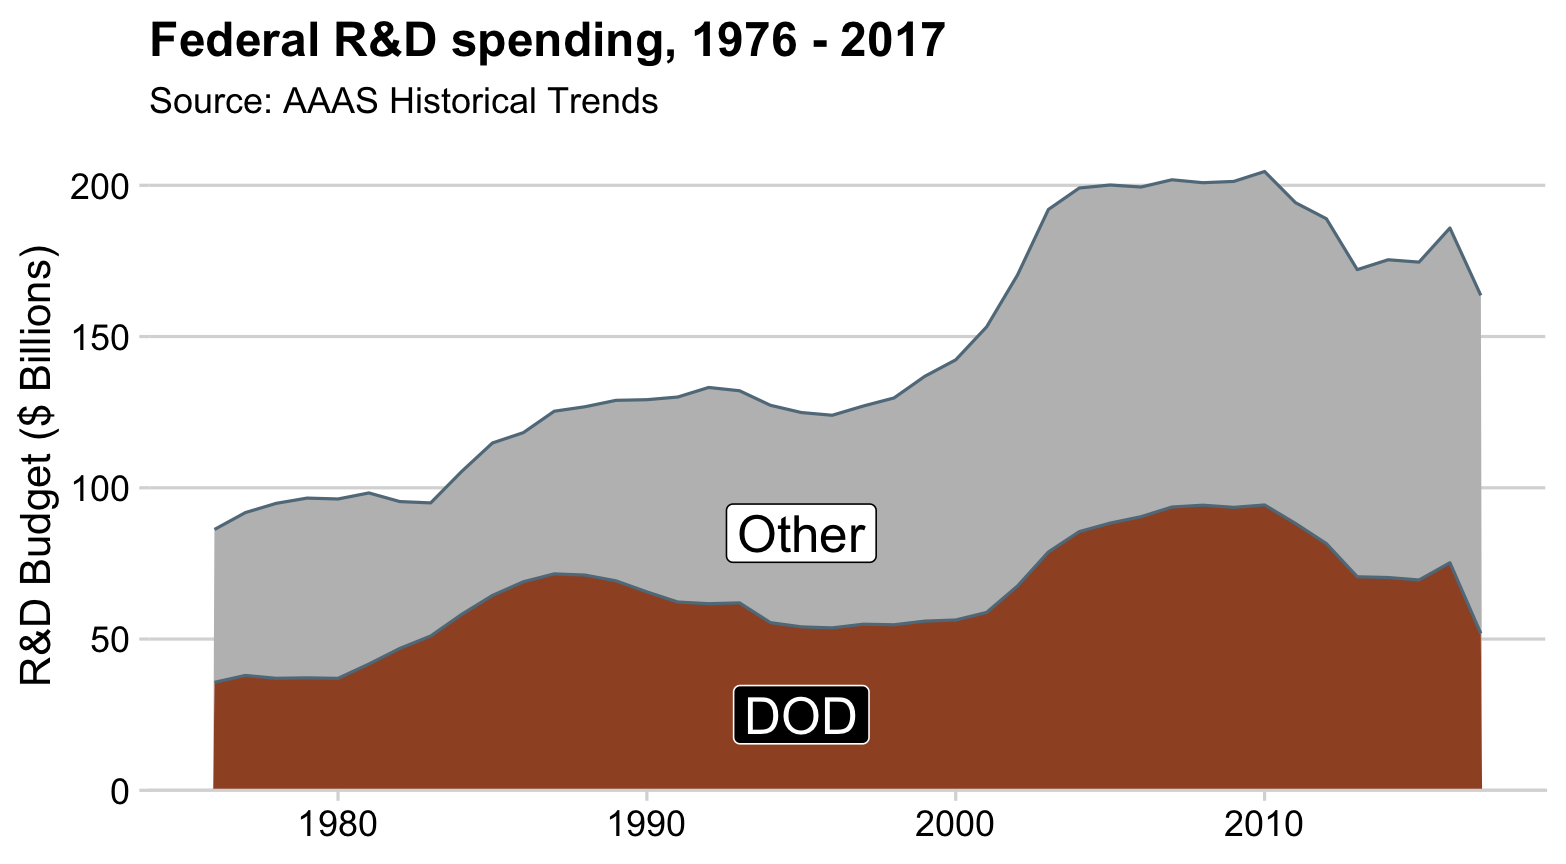 Federal R&D spending, 1976 - 2017
Source: AAAS Historical Trends
R&D Budget ($ Billions)
200
150
100
50
0
Other
DOD
1980 1990 2000 2010